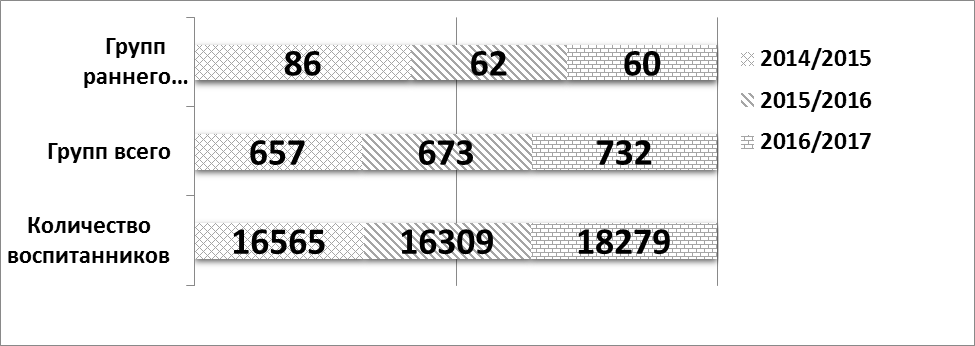 Групп
раннего...
86 62 60
Групп всего
657 673 732
Количество
воспитанников
16565 16309 18279
2014/2015
2015/2016
2016/2017